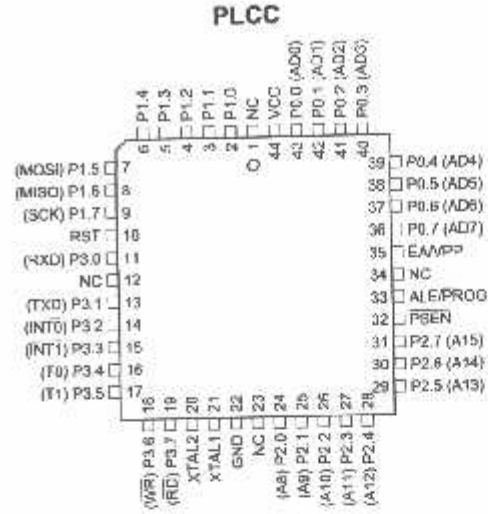 PLCC
P1.4
P1.3
P1.2
P1.1
P1.0
NC
VCC
P0.0 (AD0)
P0.1 (AD1)
P0.2 (AD2)
P0.3 (AD3)
6
5
4
3
2
1
44
43
42
41
40
(MOSI) P1.5 7
(MISO) P1.6 8
(SCK) P1.7 9
RST 10
(RXD) P3.0 11
NC 12
(TXD) P3.1 13
(INT0) P3.2 14
(INT1) P3.3 15
(T0) P3.4 16
(T1) P3.5 17
39 P0.4 (AD4)
38 P0.5 (AD5)
37 P0.6 (AD6)
36 P0.7 (AD7)
35 EA/VPP
34 NC
33 ALE/PROG
32 PSEN
31 P2.7 (A15)
30 P2.6 (A14)
29 P2.5 (A13)
18
19
20
21
22
23
24
25
26
27
28
(WR) P3.6
(RD) P3.7
XTAL2
XTAL1
GND
NC
(A8) P2.0
(A9) P2.1
(A10) P2.2
(A11) P2.3
(A12) P2.4